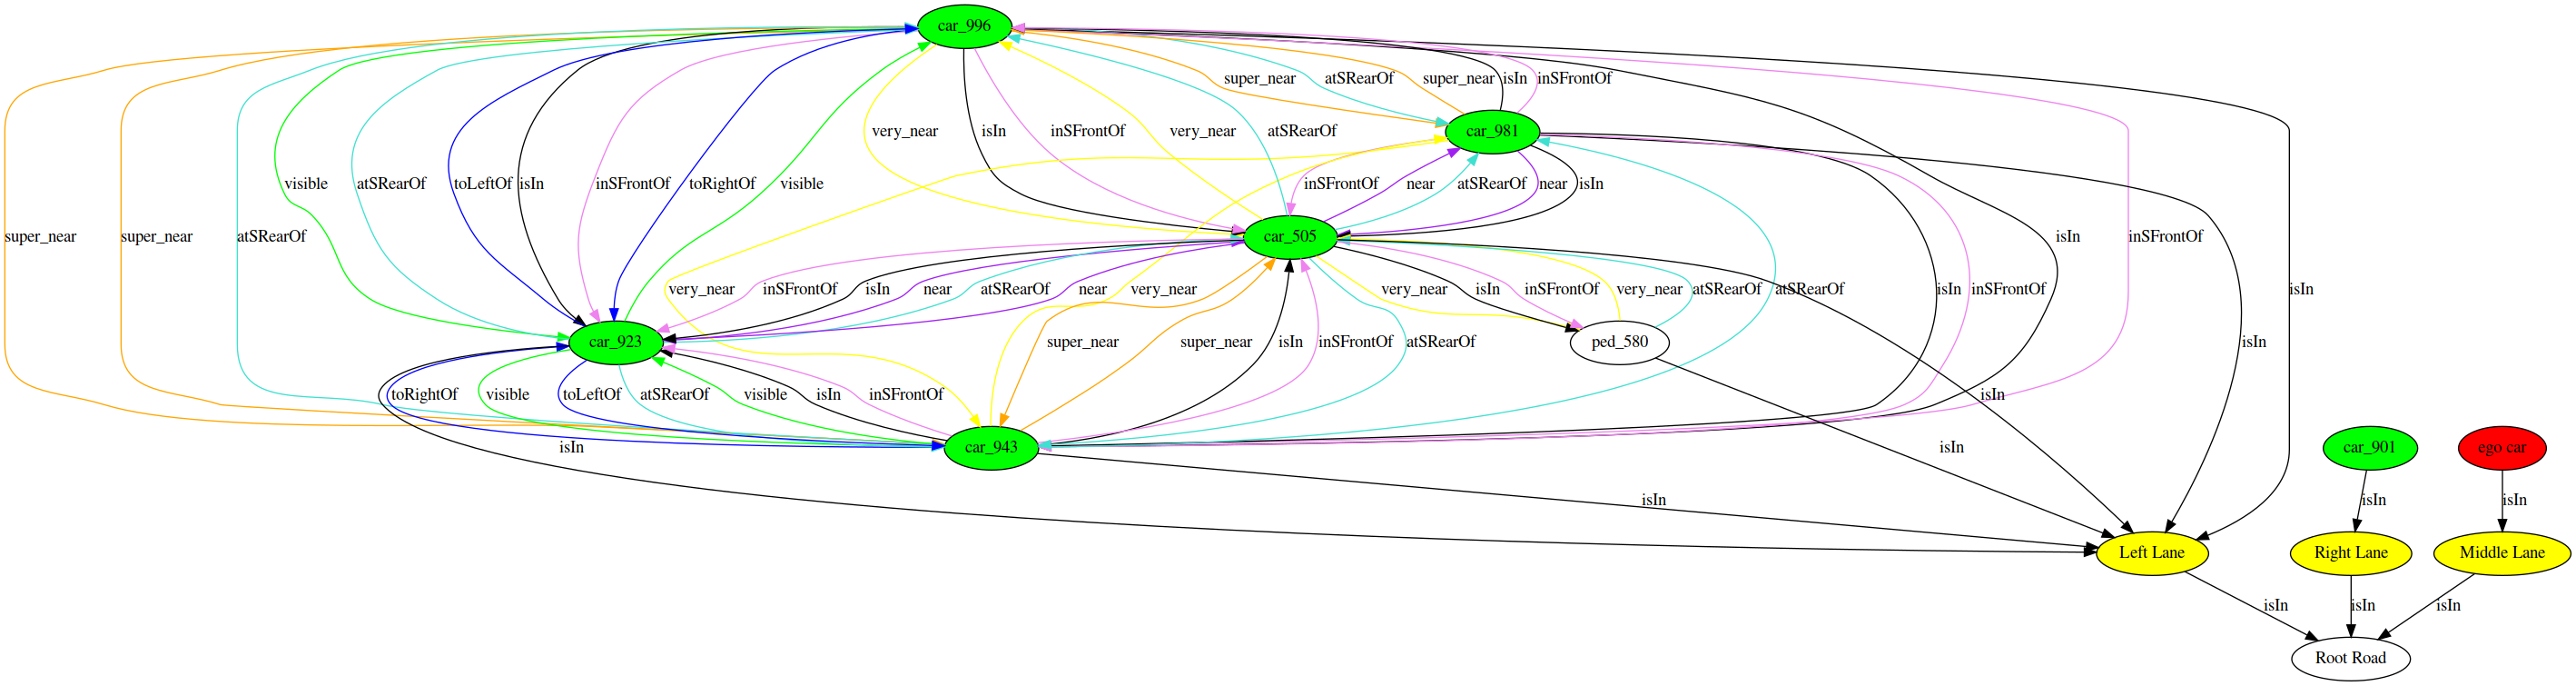 car_996
super_near atSRearOf super_near isIn inSFrontOf
very_near isIn inSFrontOf very_near atSRearOf car_981
visible atSRearOf toLeftOf isIn inSFrontOf toRightOf visible inSFrontOf near atSRearOf near isIn
super_near super_near atSRearOf car_505 isIn inSFrontOf
very_near inSFrontOf isIn near atSRearOf near very_near very_near isIn inSFrontOf very_near atSRearOf atSRearOf isIn inSFrontOf isIn
car_923 super_near super_near isIn inSFrontOf atSRearOf ped_580 isIn
toRightOf visible toLeftOf atSRearOf visible isIn inSFrontOf isIn
isIn car_943 isIn car_901 ego car
isIn isIn isIn
Left Lane Right Lane Middle Lane
isIn isIn isIn
Root Road